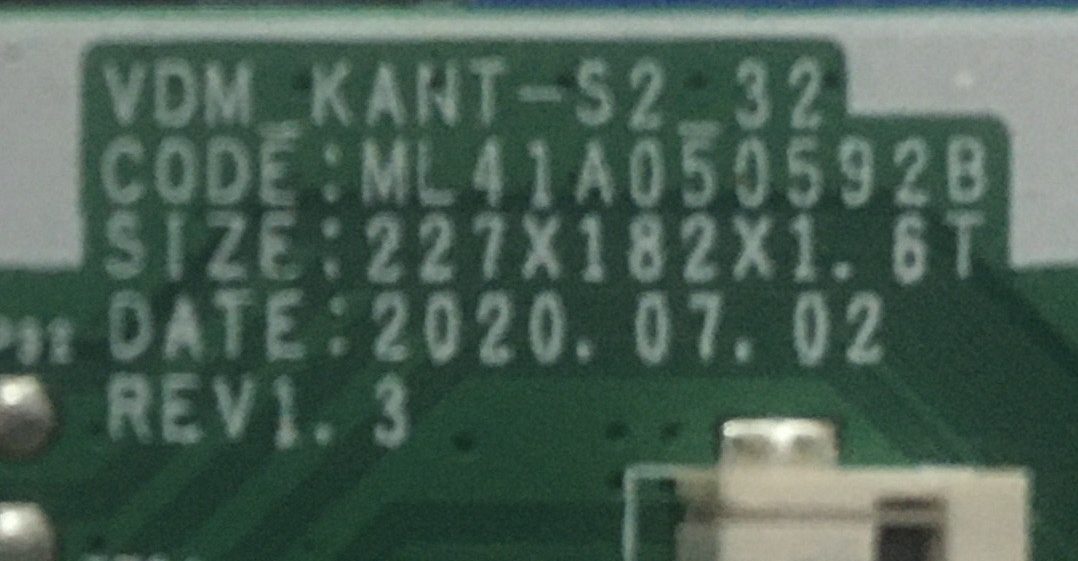 VDM_KANT-S2_32
CODE:ML41A050592B
SIZE:227X182X1.6T
DATE:2020.07.02
REV1.3